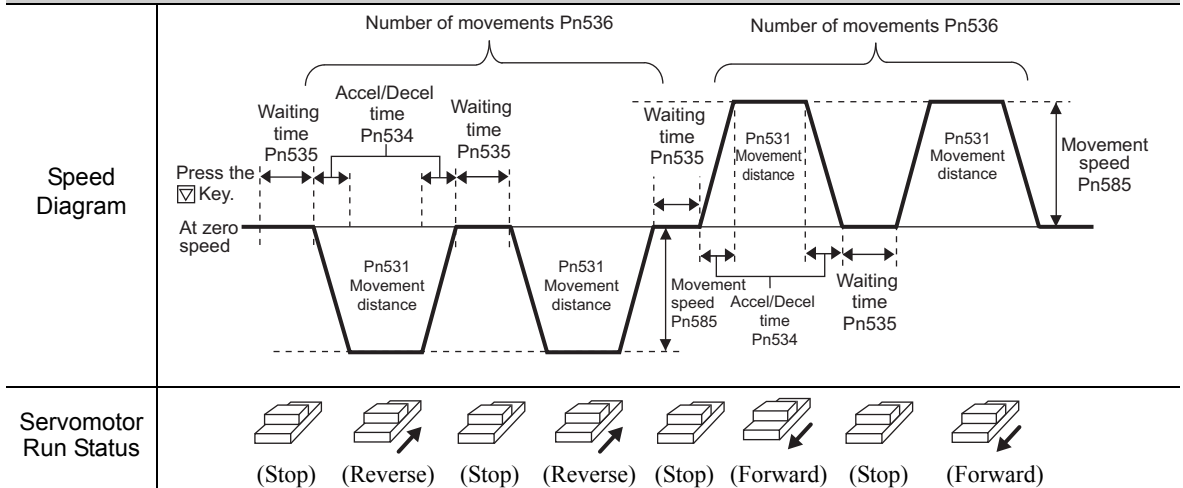 Number of movements Pn536
Number of movements Pn536
Speed
Diagram
Press the
▽ Key.
At zero
speed
Waiting
time
Pn535
Accel/Decel
time
Pn534
Waiting
time
Pn535
Waiting
time
Pn535
Pn531
Movement
distance
Pn531
Movement
distance
Movement
speed
Pn585
Pn531
Movement
distance
Pn531
Movement
distance
Movement
speed
Pn585
Accel/Decel
time
Pn534
Waiting
time
Pn535
Servomotor
Run Status
(Stop) (Reverse) (Stop) (Reverse) (Stop) (Forward) (Stop) (Forward)